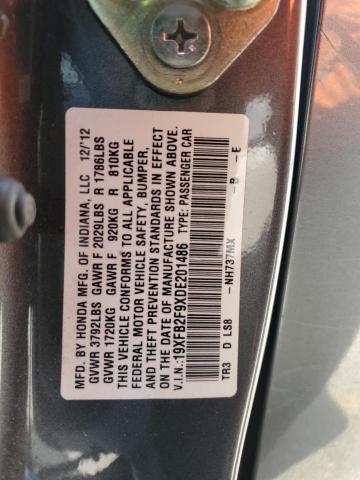 MFD. BY HONDA MFG. OF INDIANA, LLC 12/12
GVWR 3792LBS GAWR F 2029LBS R 1786LBS
GVWR 1720KG GAWR F 920KG R 810KG
THIS VEHICLE CONFORMS TO ALL APPLICABLE
FEDERAL MOTOR VEHICLE SAFETY, BUMPER,
AND THEFT PREVENTION STANDARDS IN EFFECT
ON THE DATE OF MANUFACTURE SHOWN ABOVE.
V.I.N.: 19XFB2F9XDE201486 TYPE: PASSENGER CAR
NH737MX - B - E
TR3 D LS8